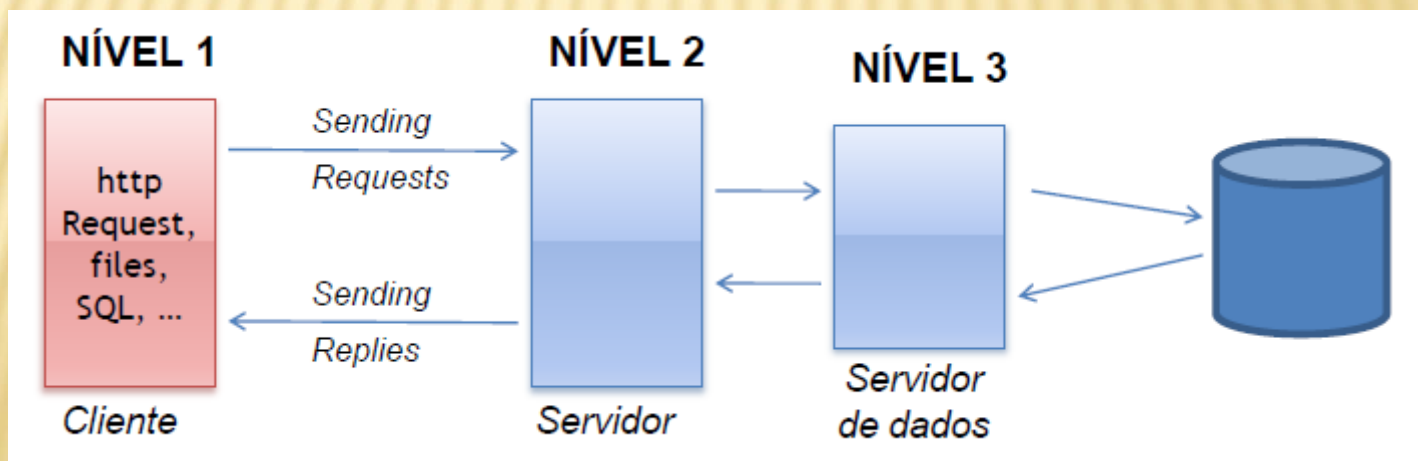 NÍVEL 1
NÍVEL 2
NÍVEL 3
http
Request,
files,
SQL, ...
Sending
Requests
Sending
Replies
Cliente
Servidor
Servidor
de dados